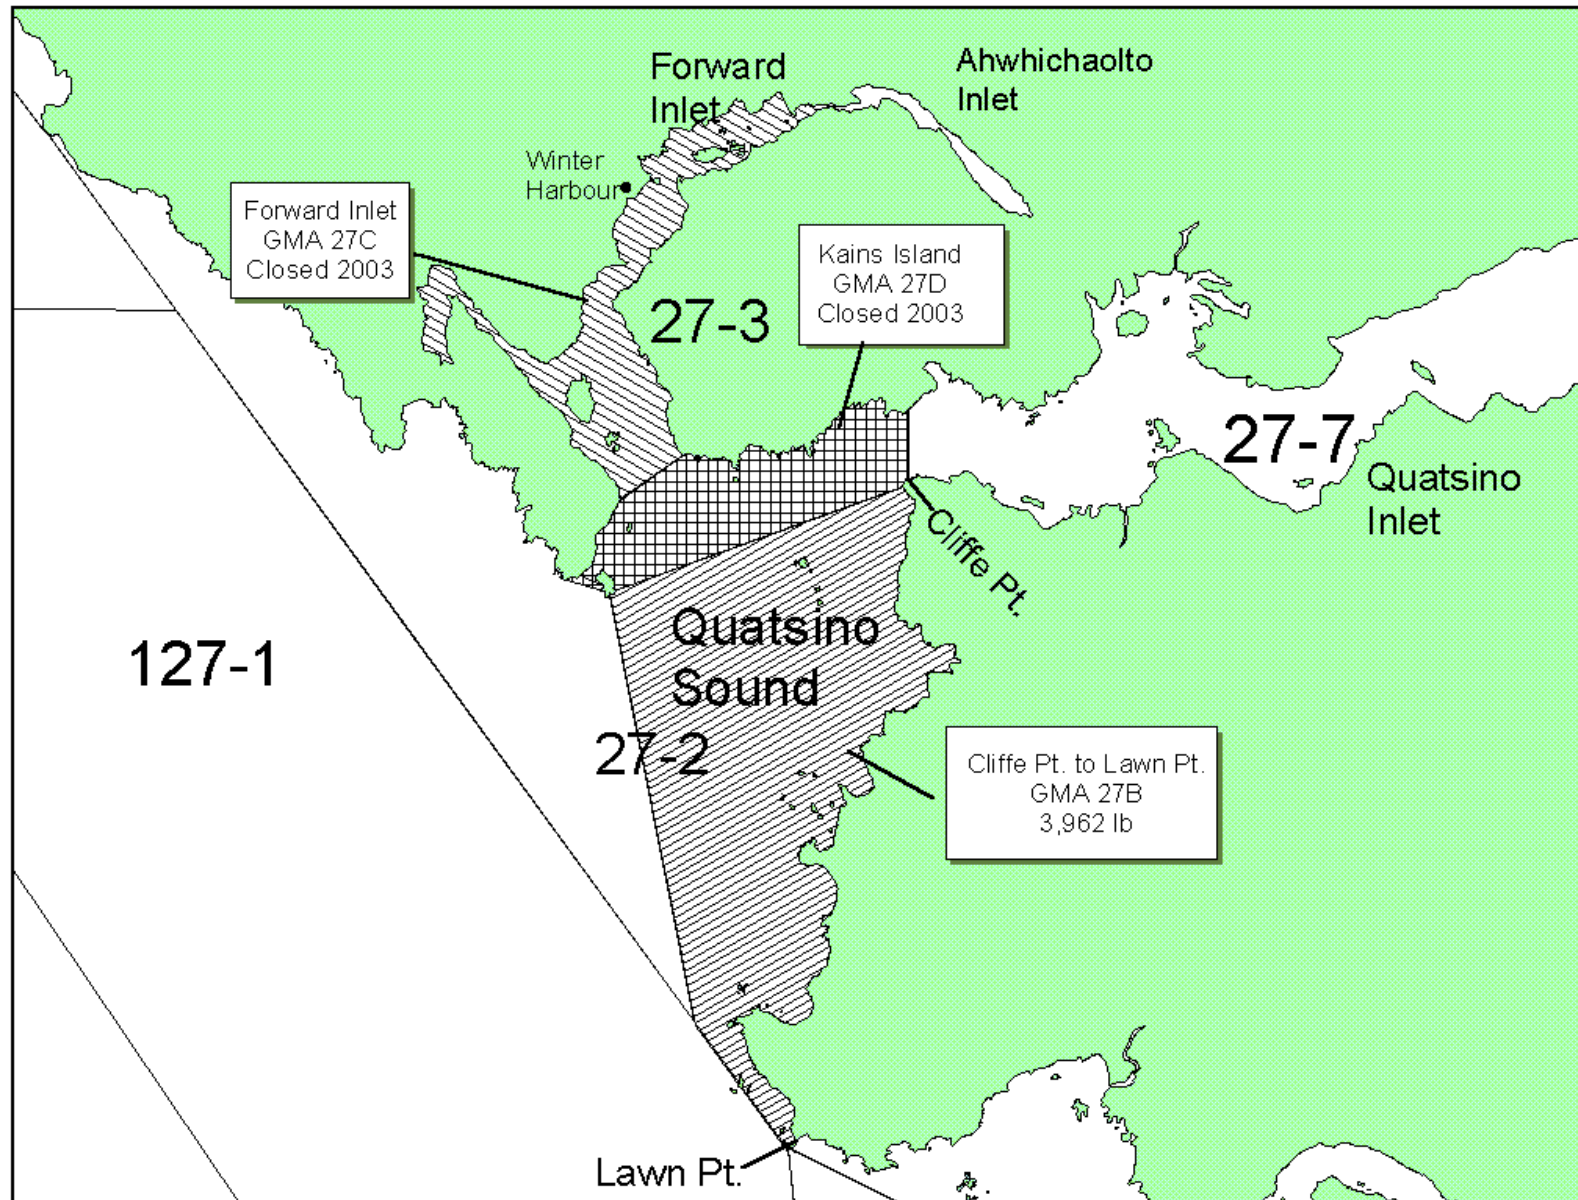 Forward
Inlet
Ahwhichaolto
Inlet
Winter
Harbour
Forward Inlet
GMA 27C
Closed 2003
Kains Island
GMA 27D
Closed 2003
27-3
27-7
Quatsino
Inlet
Cliffe Pt.
Quatsino
Sound
127-1
27-2
Cliffe Pt. to Lawn Pt.
GMA 27B
3,962 lb
Lawn Pt.